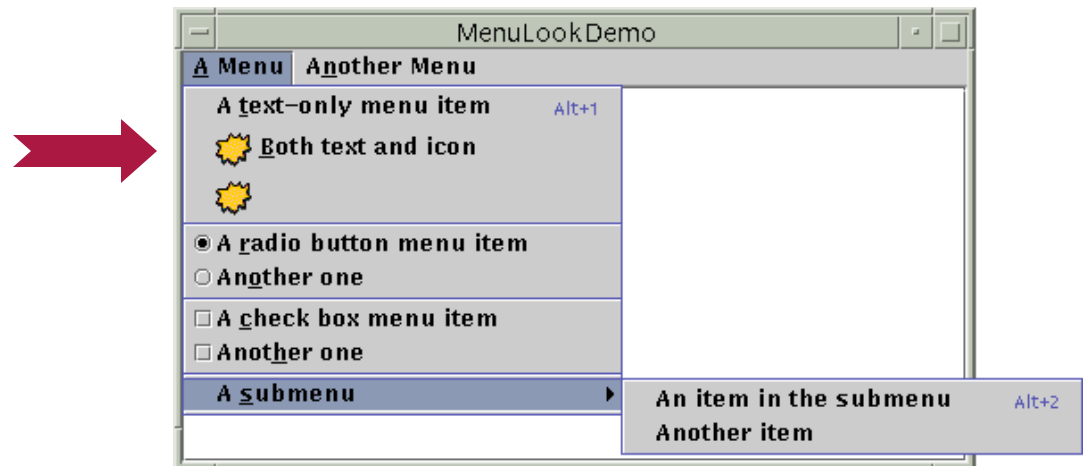 MenuLookDemo
A Menu Another Menu
A text-only menu item Alt+1
Both text and icon
A radio button menu item
Another one
A check box menu item
Another one
A submenu
An item in the submenu Alt+2
Another item